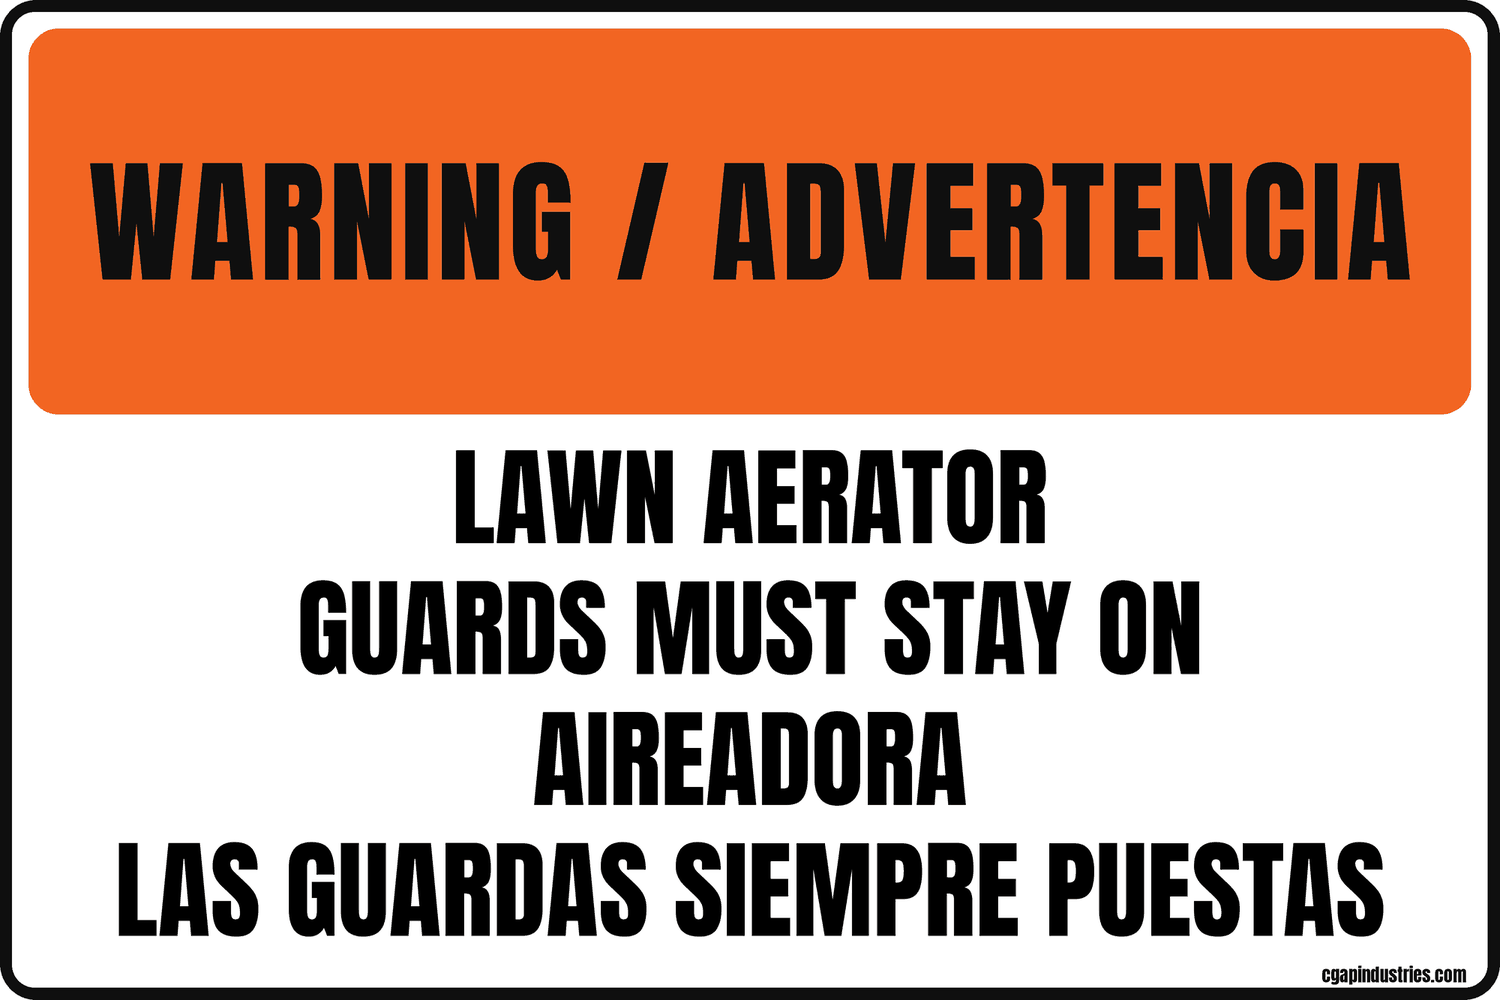 WARNING / ADVERTENCIA
LAWN AERATOR
GUARDS MUST STAY ON
AIREADORA
LAS GUARDAS SIEMPRE PUESTAS
cgapindustries.com